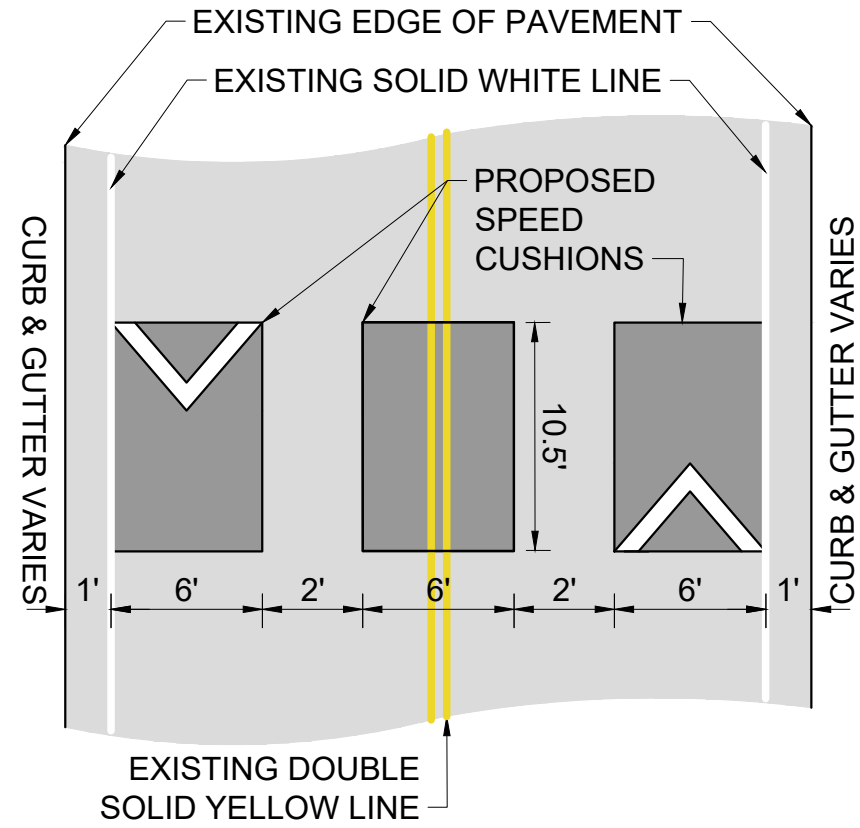 EXISTING EDGE OF PAVEMENT
EXISTING SOLID WHITE LINE
PROPOSED
SPEED
CUSHIONS
CURB & GUTTER VARIES
CURB & GUTTER VARIES
10.5'
1'
6'
2'
6'
2'
6'
1'
EXISTING DOUBLE
SOLID YELLOW LINE